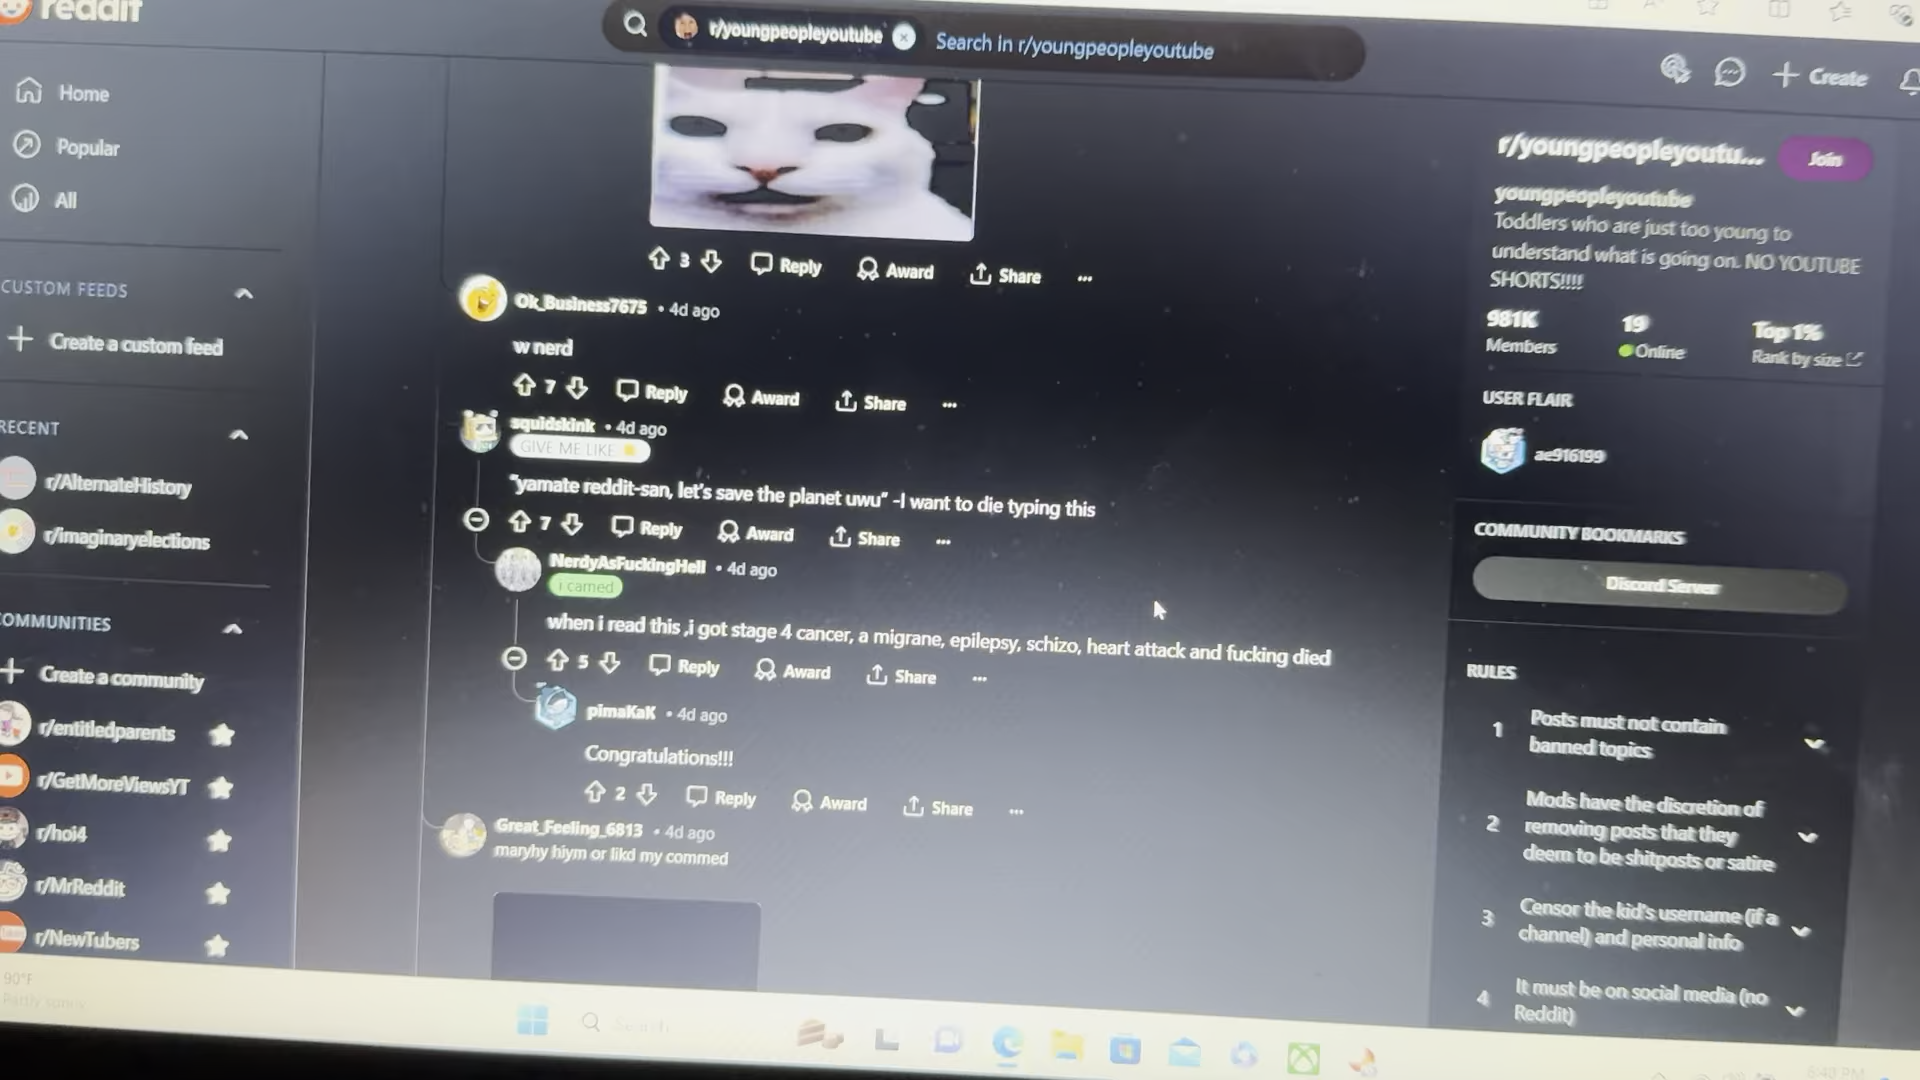 reddit
r/youngpeopleyoutube
Search in r/youngpeopleyoutube
Create
Home
Popular
All
CUSTOM FEEDS
Create a custom feed
RECENT
r/AlternateHistory
r/imaginaryelections
COMMUNITIES
Create a community
r/entitledparents
r/GetMoreViewsYT
r/hoi4
r/MrReddit
r/NewTubers
3 Reply Award Share ...
Ok_Business7675 • 4d ago
w nerd
7 Reply Award Share ...
squidskink • 4d ago
GIVE ME LIKE
"yamate reddit-san, let's save the planet uwu" -I want to die typing this
7 Reply Award Share ...
NerdyAsFuckingHell • 4d ago
i camed
when i read this ,i got stage 4 cancer, a migrane, epilepsy, schizo, heart attack and fucking died
5 Reply Award Share ...
pimaKaK • 4d ago
Congratulations!!!
2 Reply Award Share ...
Great_Feeling_6813 • 4d ago
maryhy hiym or likd my commed
r/youngpeopleyoutu...
Join
youngpeopleyoutube
Toddlers who are just too young to
understand what is going on. NO YOUTUBE
SHORTS!!!!
981K 19 Top 1%
Members Online Rank by size
USER FLAIR
ae916199
COMMUNITY BOOKMARKS
Discord Server
RULES
1 Posts must not contain
banned topics
2 Mods have the discretion of
removing posts that they
deem to be shitposts or satire
3 Censor the kid's username (if a
channel) and personal info
4 It must be on social media (no
Reddit)
90°F
Partly sunny
Search